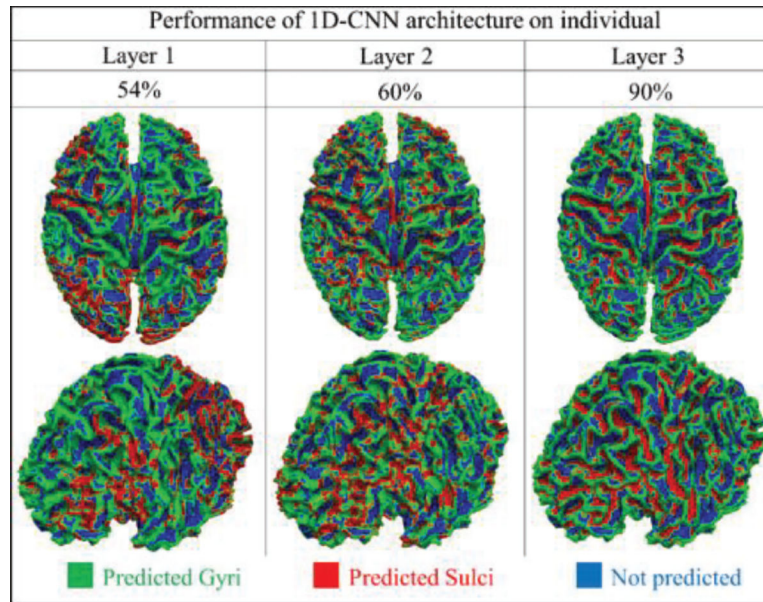 Performance of 1D-CNN architecture on individual
Layer 1 Layer 2 Layer 3
54% 60% 90%
Predicted Gyri Predicted Sulci Not predicted